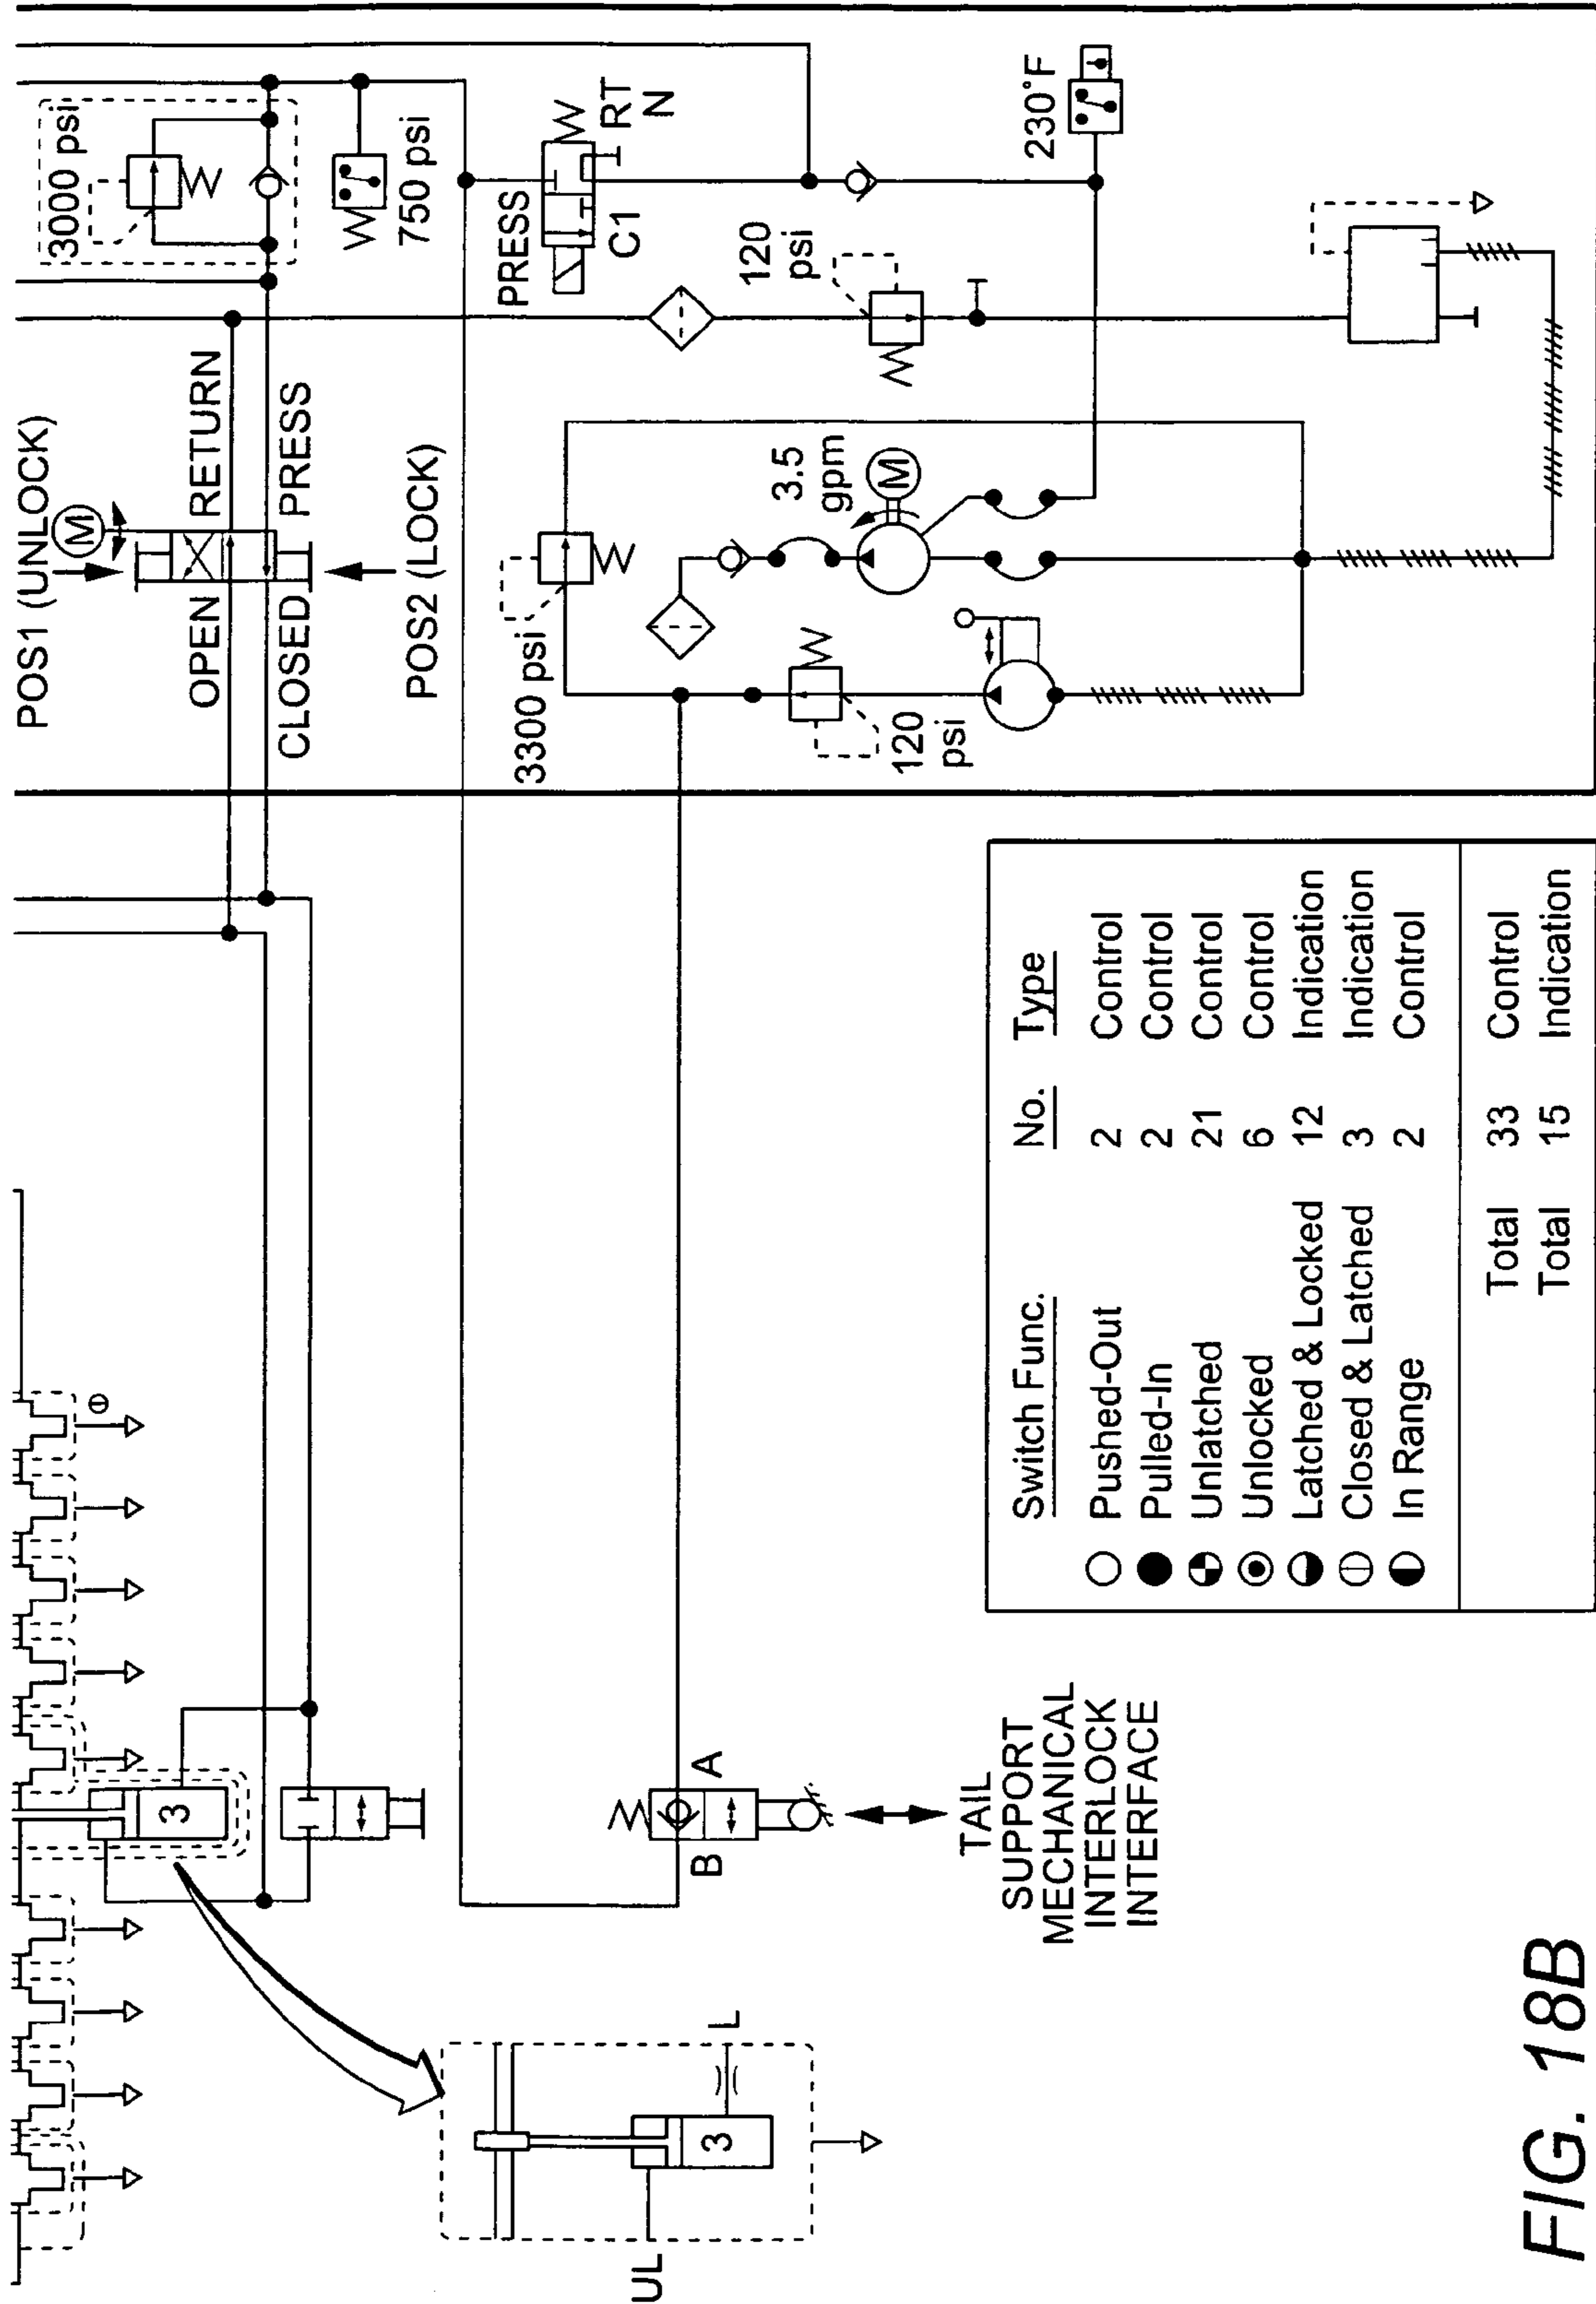 POS1 (UNLOCK)
M
OPEN
RETURN
CLOSED
PRESS
POS2 (LOCK)
3000 psi
750 psi
PRESS
C1
RT
N
120
psi
230°F
3300 psi
3.5
gpm
M
120
psi
3
B
A
TAIL
SUPPORT
MECHANICAL
INTERLOCK
INTERFACE
UL
3
L
Switch Func. No. Type
Pushed-Out 2 Control
Pulled-In 2 Control
Unlatched 21 Control
Unlocked 6 Control
Latched & Locked 12 Indication
Closed & Latched 3 Indication
In Range 2 Control
Total 33 Control
Total 15 Indication
FIG. 18B